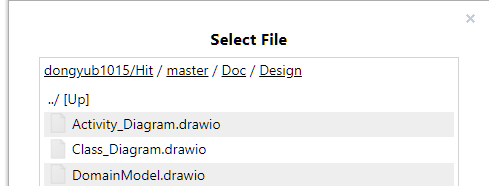 Select File
dongyub1015/Hit / master / Doc / Design
../ [Up]
Activity_Diagram.drawio
Class_Diagram.drawio
DomainModel.drawio